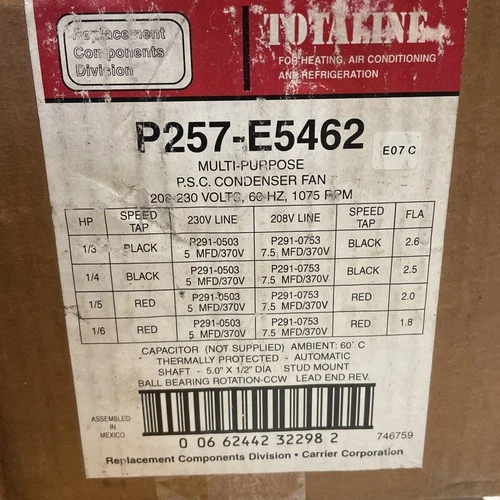 Replacement
Components
Division
TOTALINE
FOR HEATING, AIR CONDITIONING
AND REFRIGERATION
P257-E5462
E07 C
MULTI-PURPOSE
P.S.C. CONDENSER FAN
208-230 VOLTS, 60 HZ, 1075 RPM
HP SPEED TAP 230V LINE 208V LINE SPEED TAP FLA
1/3 BLACK P291-0503 5 MFD/370V P291-0753 7.5 MFD/370V BLACK 2.6
1/4 BLACK P291-0503 5 MFD/370V P291-0753 7.5 MFD/370V BLACK 2.5
1/5 RED P291-0503 5 MFD/370V P291-0753 7.5 MFD/370V RED 2.0
1/6 RED P291-0503 5 MFD/370V P291-0753 7.5 MFD/370V RED 1.8
CAPACITOR (NOT SUPPLIED) AMBIENT: 60° C
THERMALLY PROTECTED - AUTOMATIC
SHAFT - 5.0" X 1/2" DIA STUD MOUNT
BALL BEARING ROTATION-CCW LEAD END REV.
ASSEMBLED
IN
MEXICO
0 06 62442 32298 2
746759
Replacement Components Division • Carrier Corporation